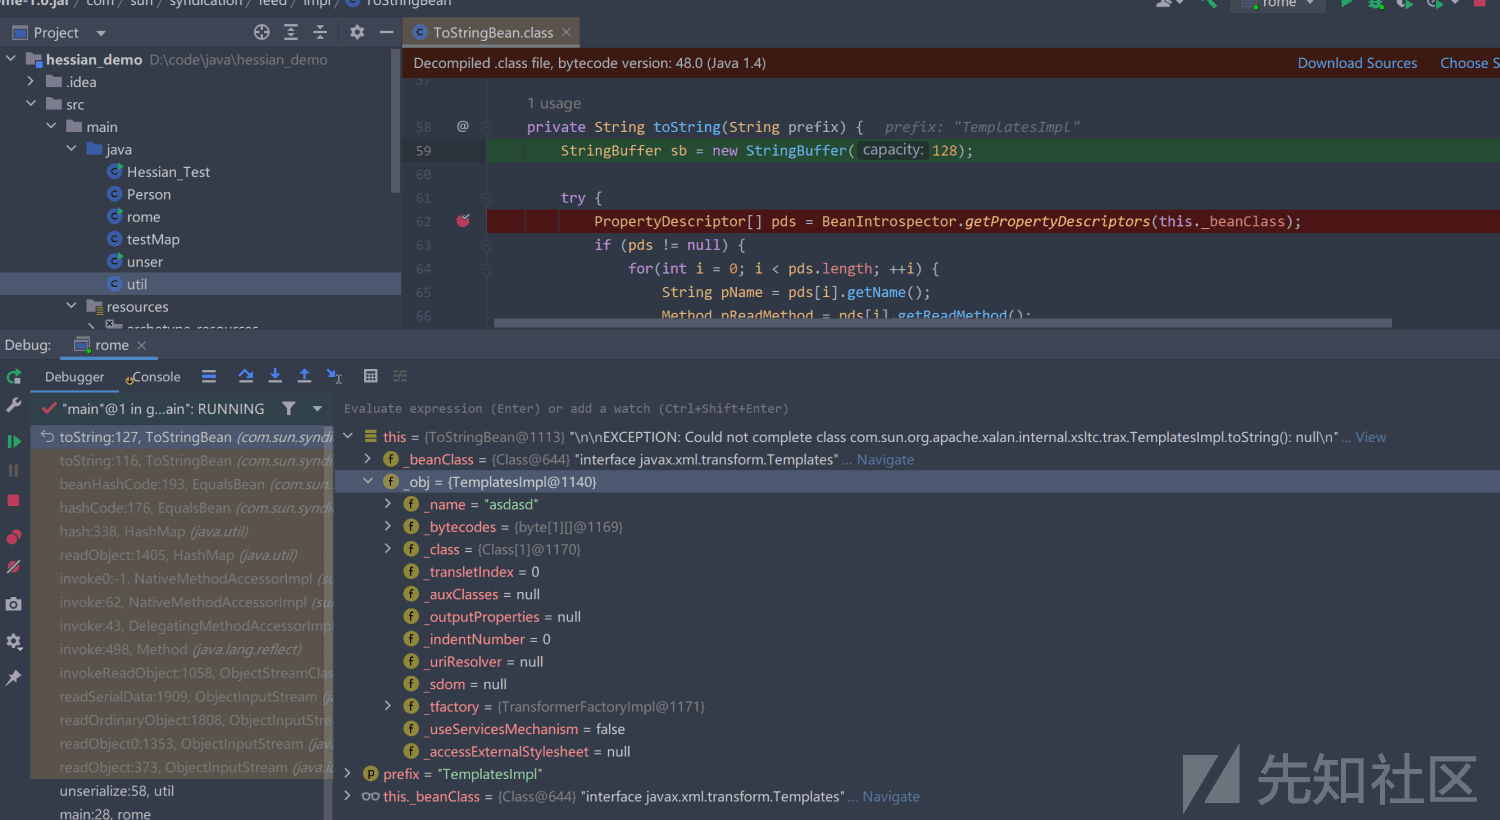 me-1.0.jar / com / sun / syndication / feed / impl / ToStringBean
rome
Project
ToStringBean.class
hessian_demo D:\code\java\hessian_demo
.idea
src
main
java
Hessian_Test
Person
rome
testMap
unser
util
resources
archetype-resources
Decompiled .class file, bytecode version: 48.0 (Java 1.4)
Download Sources
Choose S
57
1 usage
58 @ private String toString(String prefix) { prefix: "TemplatesImpl"
59 StringBuffer sb = new StringBuffer( capacity: 128);
60
61 try {
62 PropertyDescriptor[] pds = BeanIntrospector.getPropertyDescriptors(this._beanClass);
63 if (pds != null) {
64 for(int i = 0; i < pds.length; ++i) {
65 String pName = pds[i].getName();
66 Method pReadMethod = pds[i].getReadMethod();
Debug: rome
Debugger Console
"main"@1 in g...ain": RUNNING
toString:127, ToStringBean (com.sun.syndic
toString:116, ToStringBean (com.sun.syndi
beanHashCode:193, EqualsBean (com.su
hashCode:176, EqualsBean (com.sun.sy
hash:338, HashMap (java.util)
readObject:1405, HashMap (java.util)
invoke0:-1, NativeMethodAccessorImpl (su
invoke:62, NativeMethodAccessorImpl (sun
invoke:43, DelegatingMethodAccessorImpl
invoke:498, Method (java.lang.reflect)
invokeReadObject:1058, ObjectStreamClas
readSerialData:1909, ObjectInputStream (j
readOrdinaryObject:1808, ObjectInputStre
readObject0:1353, ObjectInputStream (jav
readObject:373, ObjectInputStream (java.io
unserialize:58, util
main:28, rome
Evaluate expression (Enter) or add a watch (Ctrl+Shift+Enter)
this = {ToStringBean@1113} "\n\nEXCEPTION: Could not complete class com.sun.org.apache.xalan.internal.xsltc.trax.TemplatesImpl.toString(): null\n" ... View
_beanClass = {Class@644} "interface javax.xml.transform.Templates" ... Navigate
_obj = {TemplatesImpl@1140}
_name = "asdasd"
_bytecodes = {byte[1][]@1169}
_class = {Class[1]@1170}
_transletIndex = 0
_auxClasses = null
_outputProperties = null
_indentNumber = 0
_uriResolver = null
_sdom = null
_tfactory = {TransformerFactoryImpl@1171}
_useServicesMechanism = false
_accessExternalStylesheet = null
prefix = "TemplatesImpl"
this._beanClass = {Class@644} "interface javax.xml.transform.Templates" ... Navigate
先知社区